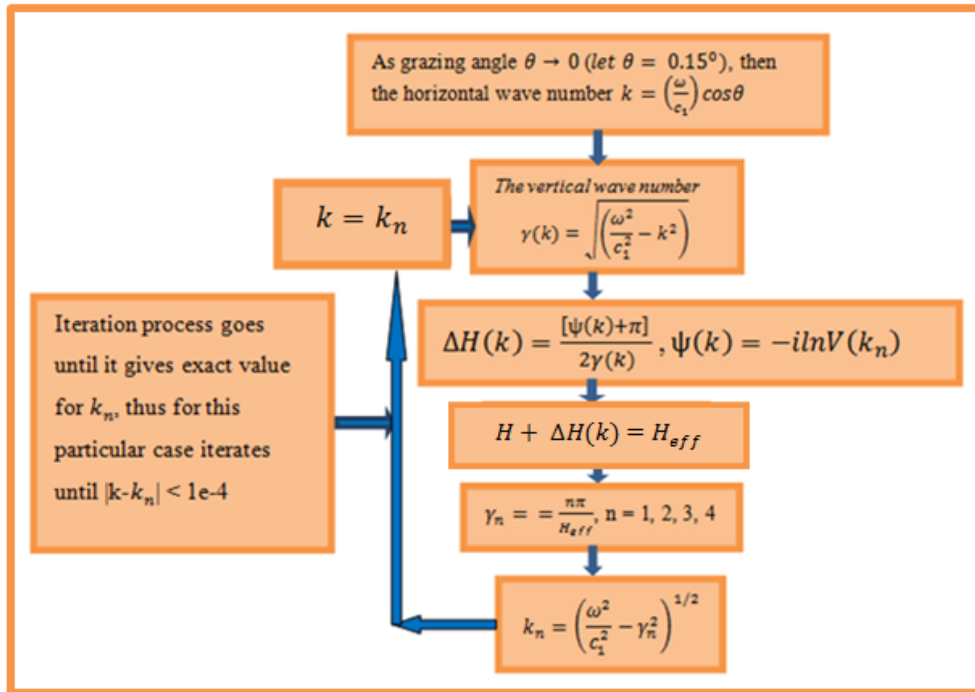 As grazing angle θ → 0 (let θ = 0.15⁰), then
the horizontal wave number k = (ω/c₁) cosθ
The vertical wave number
γ(k) = √(ω²/c₁² − k²)
k = kₙ
ΔH(k) = [ψ(k)+π]/2γ(k) , ψ(k) = −ilnV(kₙ)
Iteration process goes
until it gives exact value
for kₙ, thus for this
particular case iterates
until |k-kₙ| < 1e-4
H + ΔH(k) = H_eff
γₙ = = nπ/H_eff, n = 1, 2, 3, 4
kₙ = (ω²/c₁² − γₙ²)^1/2